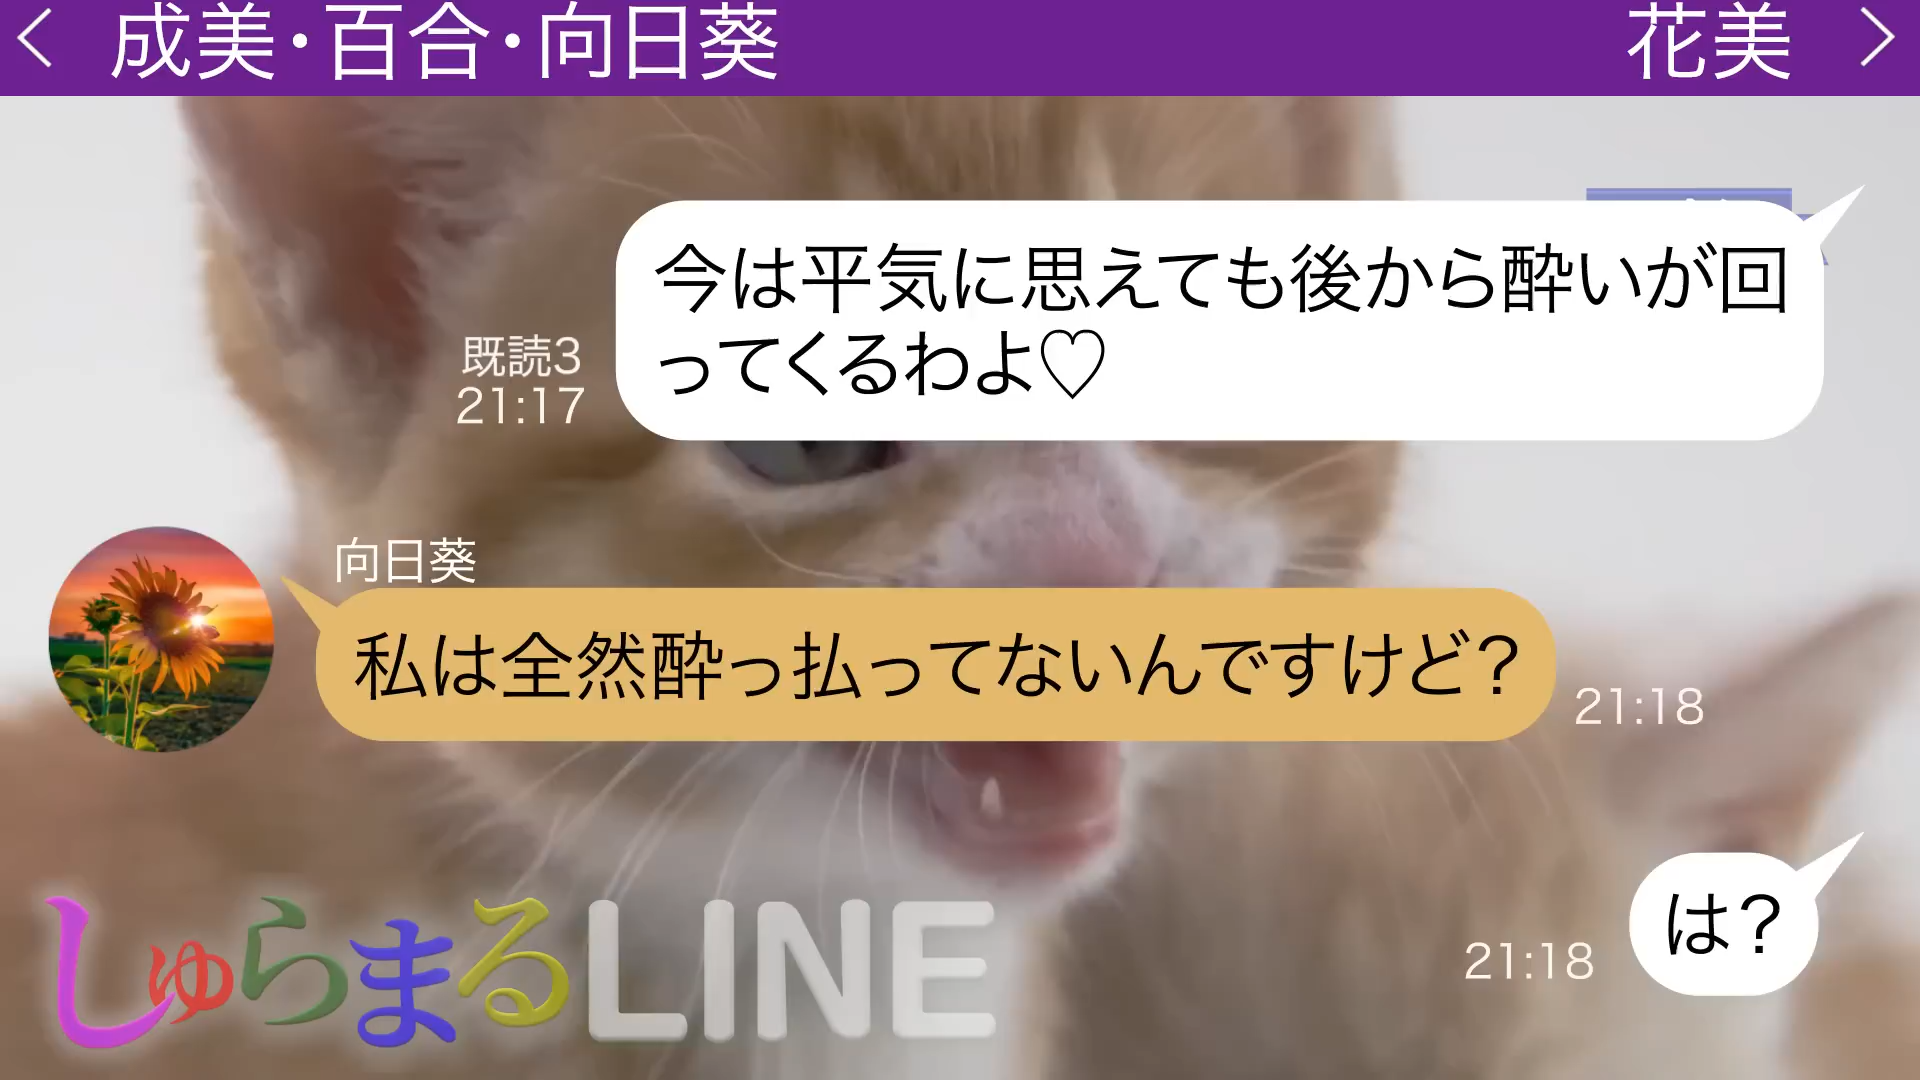 成美・百合・向日葵
花美
今は平気に思えても後から酔いが回
ってくるわよ♡
既読3
21:17
向日葵
私は全然酔っ払ってないんですけど？
21:18
は？
21:18
しゅらまるLINE